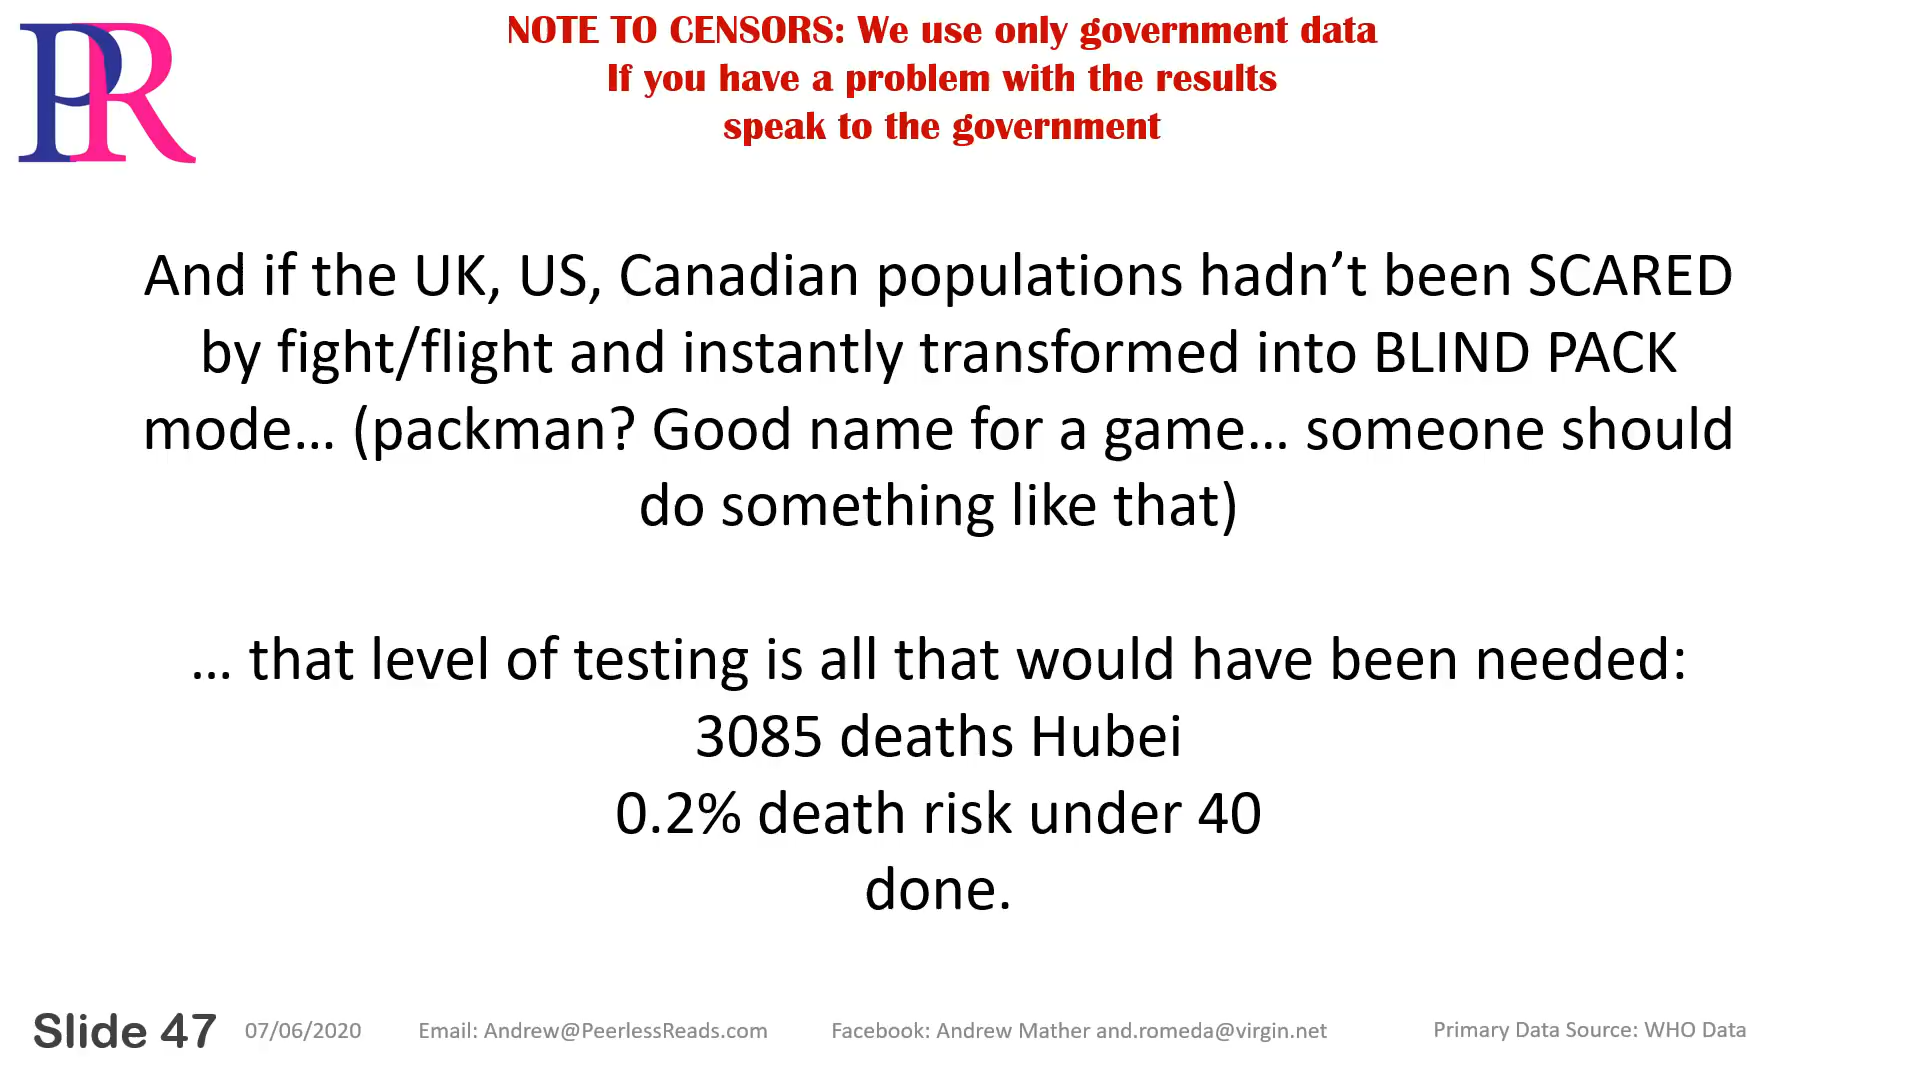 PR
NOTE TO CENSORS: We use only government data
If you have a problem with the results
speak to the government
And if the UK, US, Canadian populations hadn’t been SCARED
by fight/flight and instantly transformed into BLIND PACK
mode... (packman? Good name for a game... someone should
do something like that)
... that level of testing is all that would have been needed:
3085 deaths Hubei
0.2% death risk under 40
done.
Slide 47 07/06/2020 Email: Andrew@PeerlessReads.com Facebook: Andrew Mather and.romeda@virgin.net Primary Data Source: WHO Data